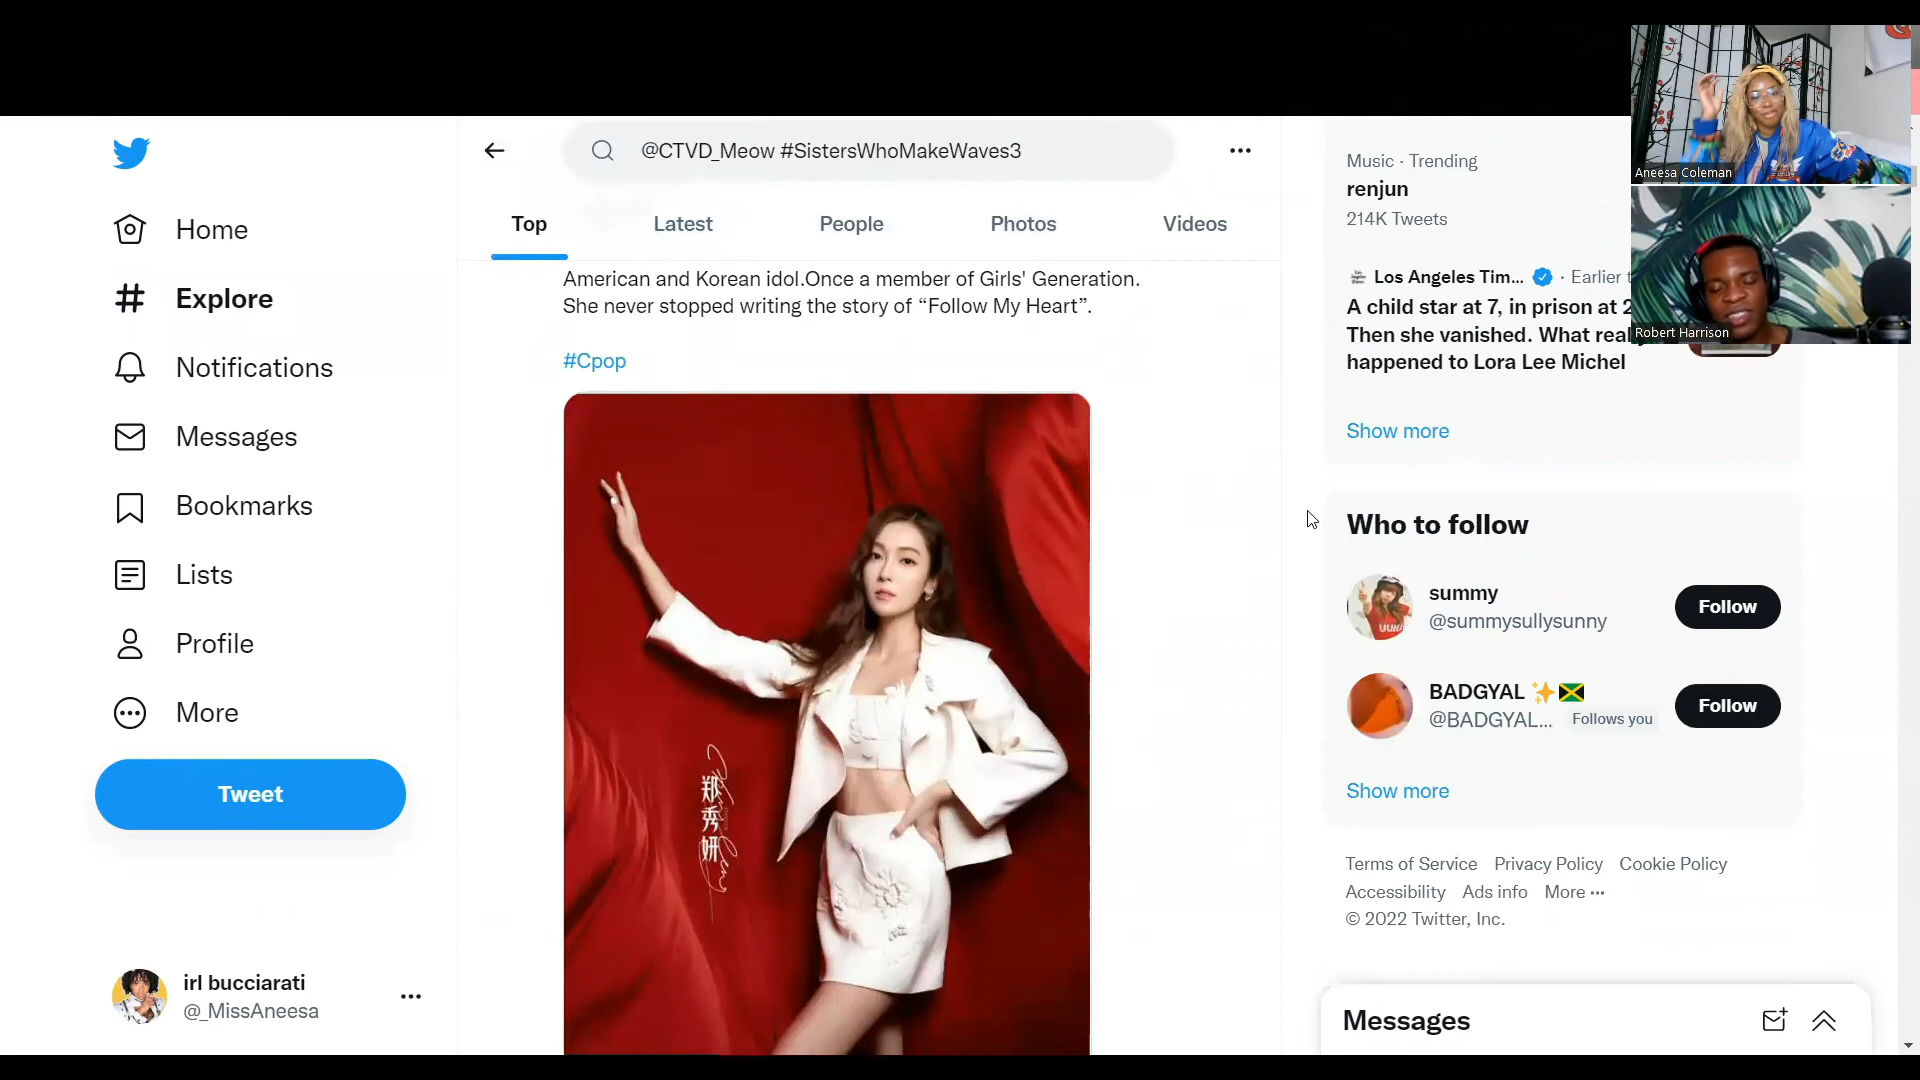 @CTVD_Meow #SistersWhoMakeWaves3
Home
Explore
Notifications
Messages
Bookmarks
Lists
Profile
More
Tweet
irl bucciarati
@_MissAneesa
Top
Latest
People
Photos
Videos
American and Korean idol.Once a member of Girls' Generation.
She never stopped writing the story of “Follow My Heart”.
#Cpop
郑秀妍
Music · Trending
renjun
214K Tweets
Los Angeles Tim... · Earlier
A child star at 7, in prison at
Then she vanished. What
happened to Lora Lee Michel
Show more
Who to follow
summy
@summysullysunny
Follow
BADGYAL
@BADGYAL... Follows you
Follow
Show more
Terms of Service Privacy Policy Cookie Policy
Accessibility Ads info More ···
© 2022 Twitter, Inc.
Messages
Aneesa Coleman
Robert Harrison